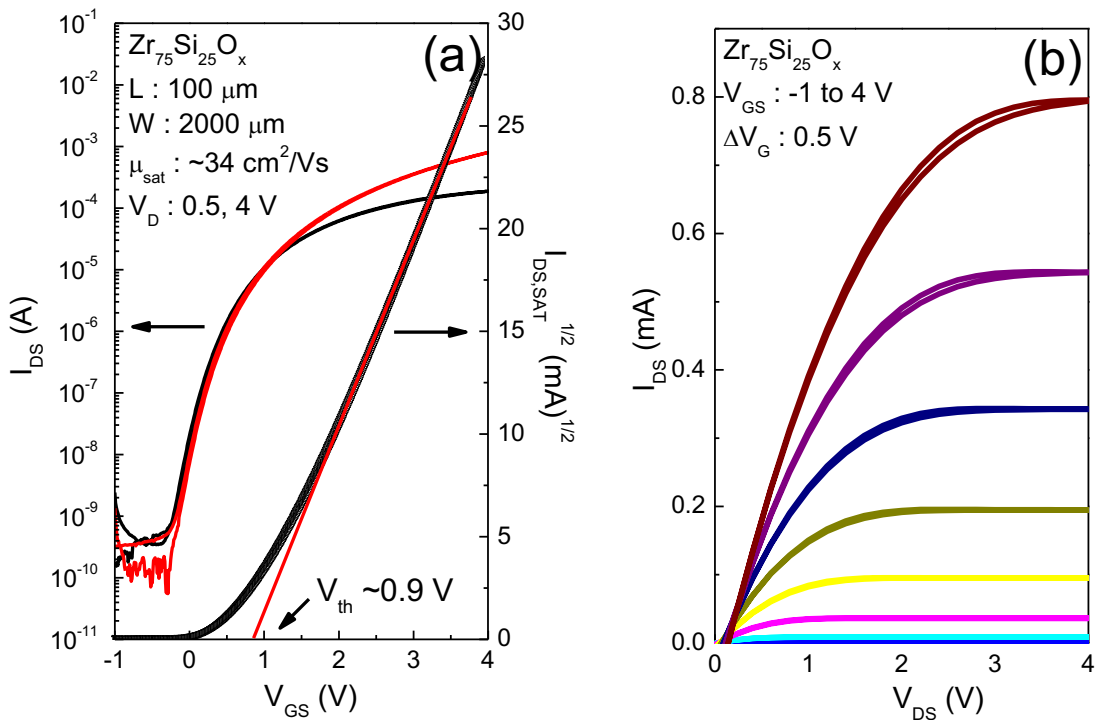 (a)
Zr75Si25Ox
L : 100 μm
W : 2000 μm
μsat : ~34 cm2/Vs
VD : 0.5, 4 V
Vth ~0.9 V
10-1
10-2
10-3
10-4
10-5
10-6
10-7
10-8
10-9
10-10
10-11
IDS (A)
30
25
20
15
10
5
0
IDS,SAT1/2 (mA)1/2
-1 0 1 2 3 4
VGS (V)
(b)
Zr75Si25Ox
VGS : -1 to 4 V
ΔVG : 0.5 V
0.8
0.6
0.4
0.2
0.0
IDS (mA)
0 1 2 3 4
VDS (V)